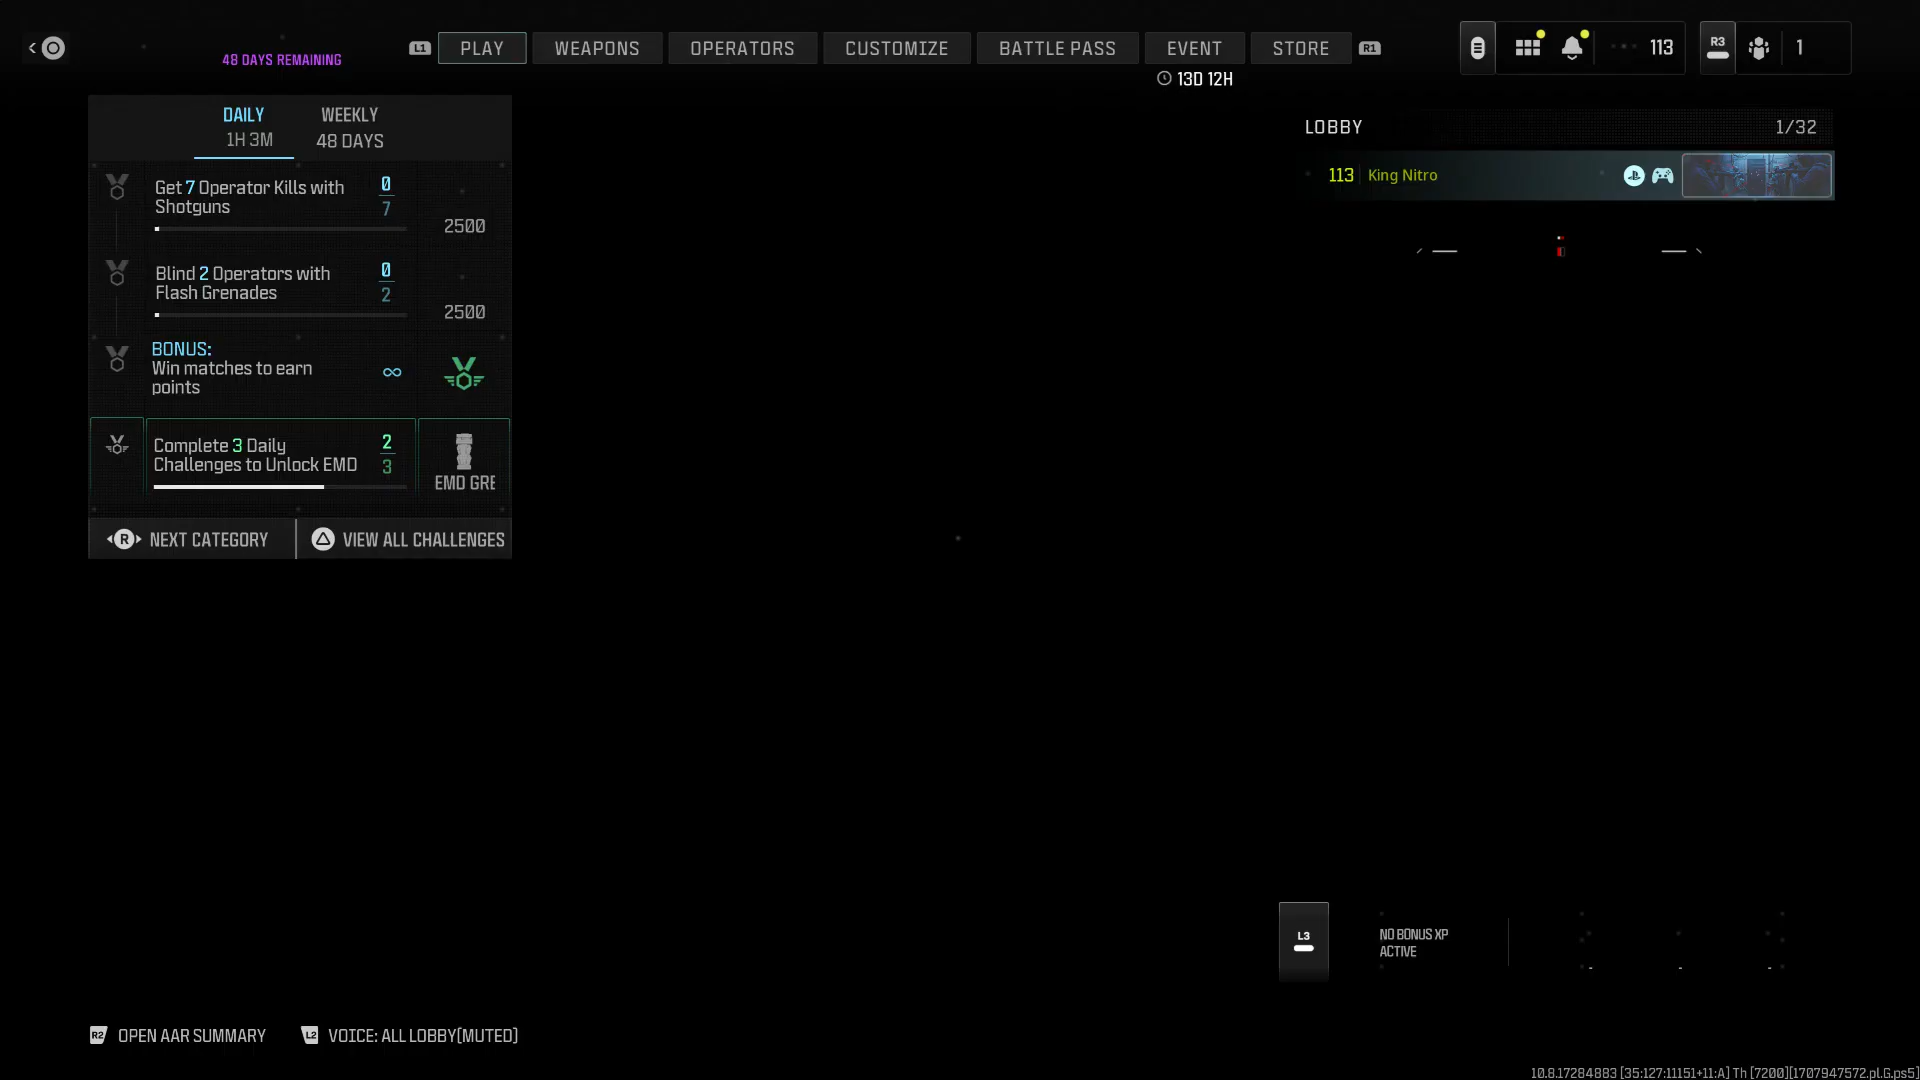 48 DAYS REMAINING
L1 PLAY WEAPONS OPERATORS CUSTOMIZE BATTLE PASS EVENT STORE R1
13D 12H
113 R3 1
DAILY WEEKLY
1H 3M 48 DAYS
Get 7 Operator Kills with
Shotguns
0
7
2500
Blind 2 Operators with
Flash Grenades
0
2
2500
BONUS:
Win matches to earn
points
∞
Complete 3 Daily
Challenges to Unlock EMD
2
3
EMD GRE
R NEXT CATEGORY VIEW ALL CHALLENGES
LOBBY 1/32
113 King Nitro
L3
NO BONUS XP
ACTIVE
R2 OPEN AAR SUMMARY L2 VOICE: ALL LOBBY[MUTED]
10.8.17284883 [35:127:11151+11:A] Th [7200][1707947572.pl.G.ps5]